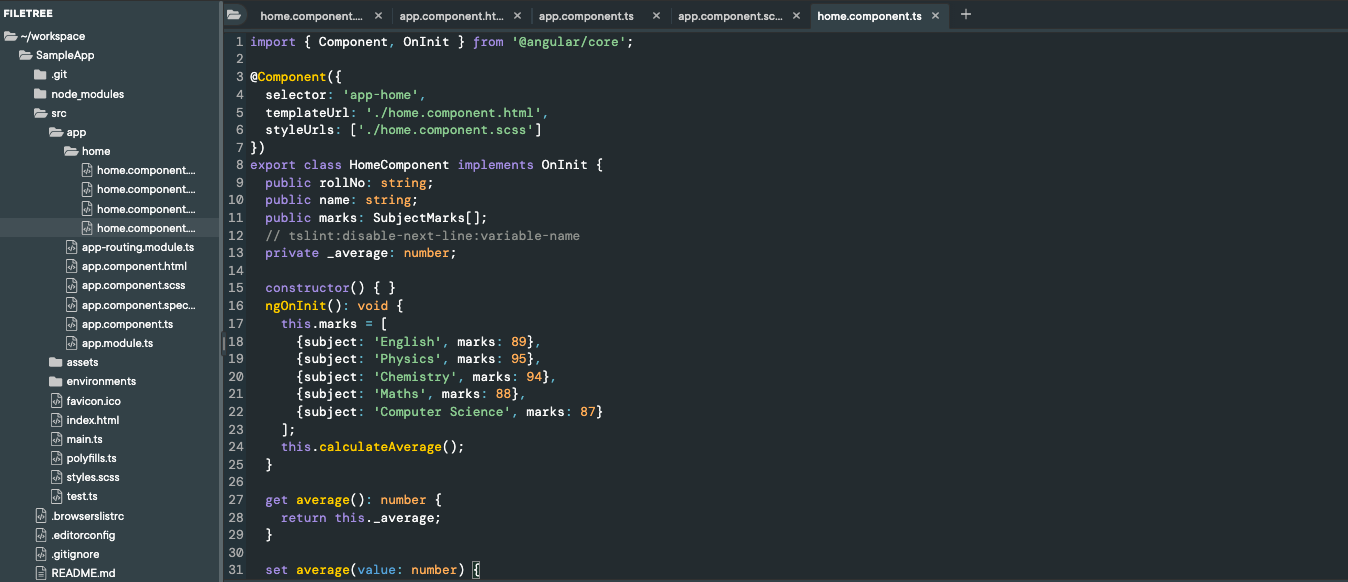 FILETREE
~/workspace
SampleApp
.git
node_modules
src
app
home
home.component....
home.component....
home.component....
home.component....
app-routing.module.ts
app.component.html
app.component.scss
app.component.spec...
app.component.ts
app.module.ts
assets
environments
favicon.ico
index.html
main.ts
polyfills.ts
styles.scss
test.ts
.browserslistrc
.editorconfig
.gitignore
README.md
home.component.... × app.component.ht... × app.component.ts × app.component.sc... × home.component.ts × +
1 import { Component, OnInit } from '@angular/core';
2
3 @Component({
4   selector: 'app-home',
5   templateUrl: './home.component.html',
6   styleUrls: ['./home.component.scss']
7 })
8 export class HomeComponent implements OnInit {
9   public rollNo: string;
10   public name: string;
11   public marks: SubjectMarks[];
12   // tslint:disable-next-line:variable-name
13   private _average: number;
14
15   constructor() { }
16   ngOnInit(): void {
17     this.marks = [
18       {subject: 'English', marks: 89},
19       {subject: 'Physics', marks: 95},
20       {subject: 'Chemistry', marks: 94},
21       {subject: 'Maths', marks: 88},
22       {subject: 'Computer Science', marks: 87}
23     ];
24     this.calculateAverage();
25   }
26
27   get average(): number {
28     return this._average;
29   }
30
31   set average(value: number) {